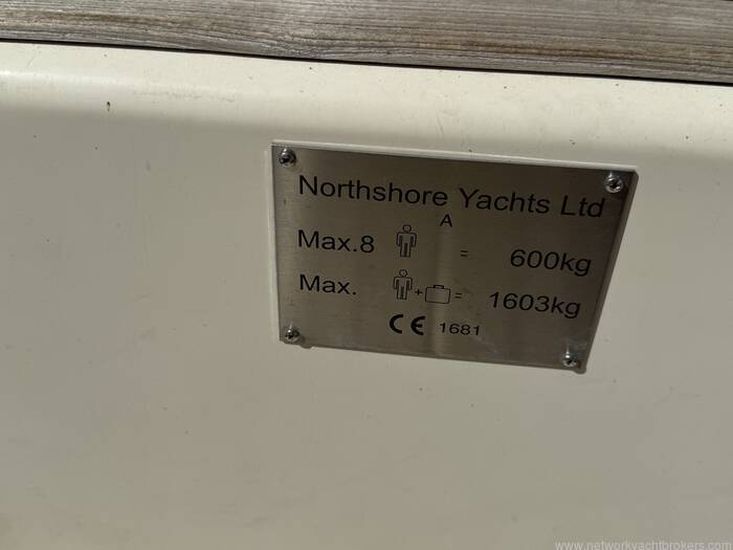 Northshore Yachts Ltd
A
Max.8 = 600kg
Max. + = 1603kg
CE 1681
www.networkyachtbrokers.com